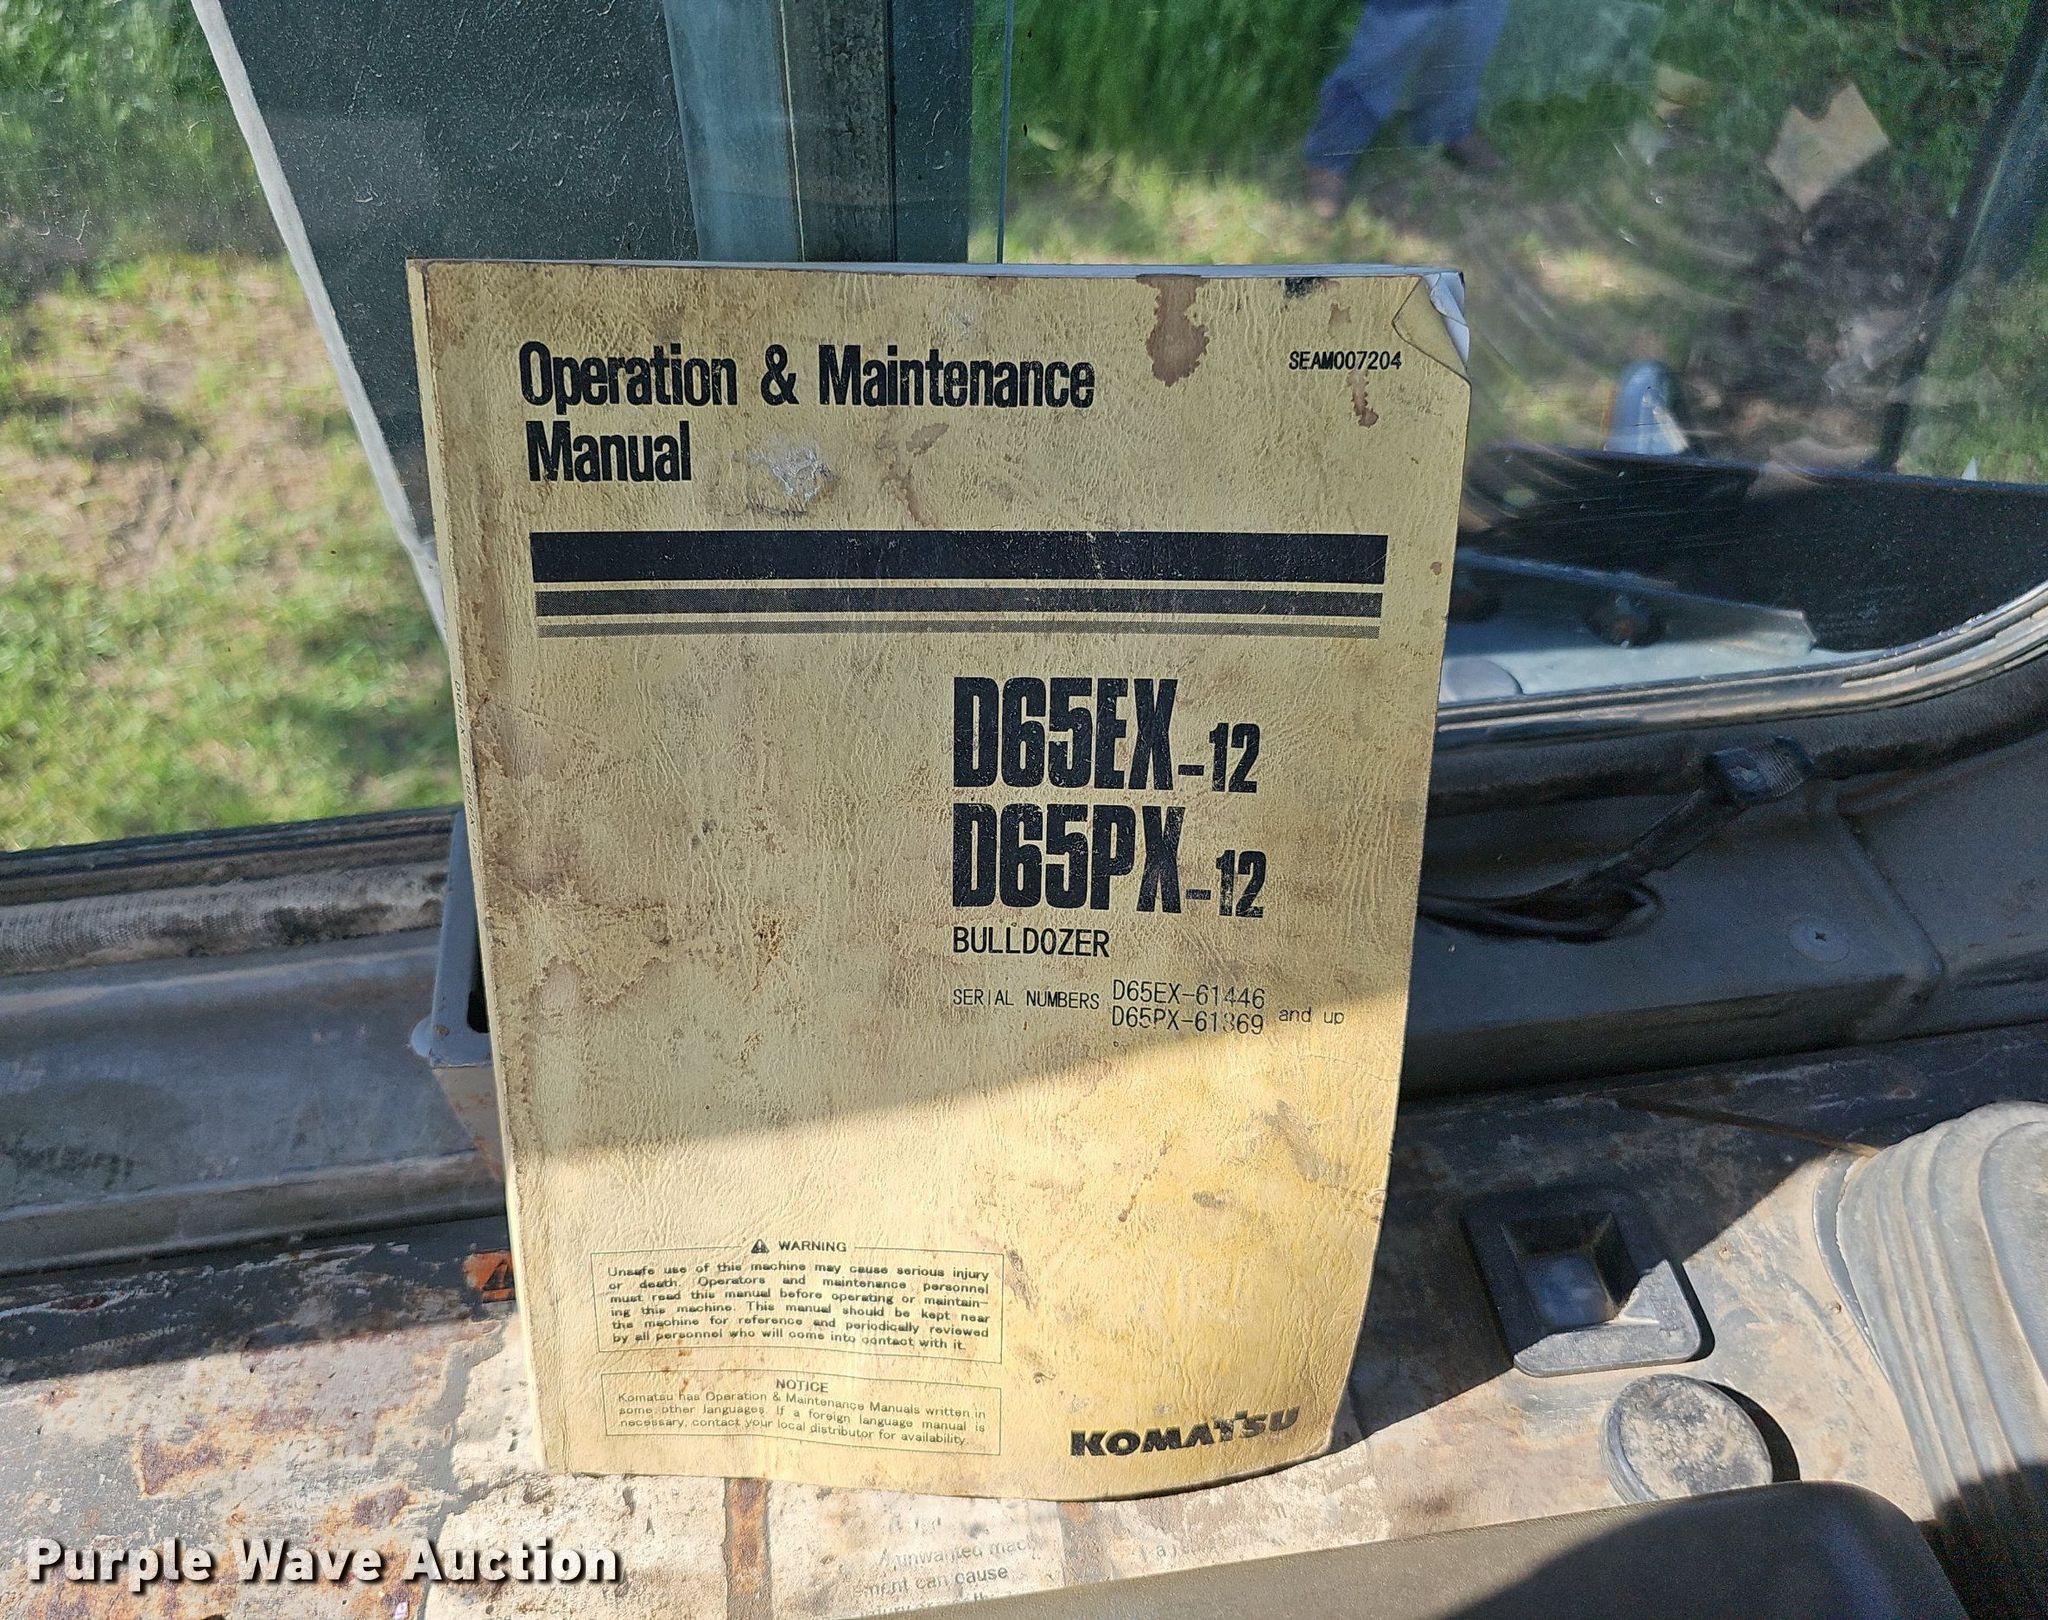 Operation & Maintenance
Manual
SEAM007204
D65EX-12
D65PX-12
BULLDOZER
SERIAL NUMBERS D65EX-61446
D65PX-61369 and up
WARNING
Unsafe use of this machine may cause serious injury
or death. Operators and maintenance personnel
must read this manual before operating or maintain-
ing this machine. This manual should be kept near
the machine for reference and periodically reviewed
by all personnel who will come into contact with it.
NOTICE
Komatsu has Operation & Maintenance Manuals written in
some other languages. If a foreign language manual is
necessary, contact your local distributor for availability.
KOMATSU
unwanted
can cause
Purple Wave Auction